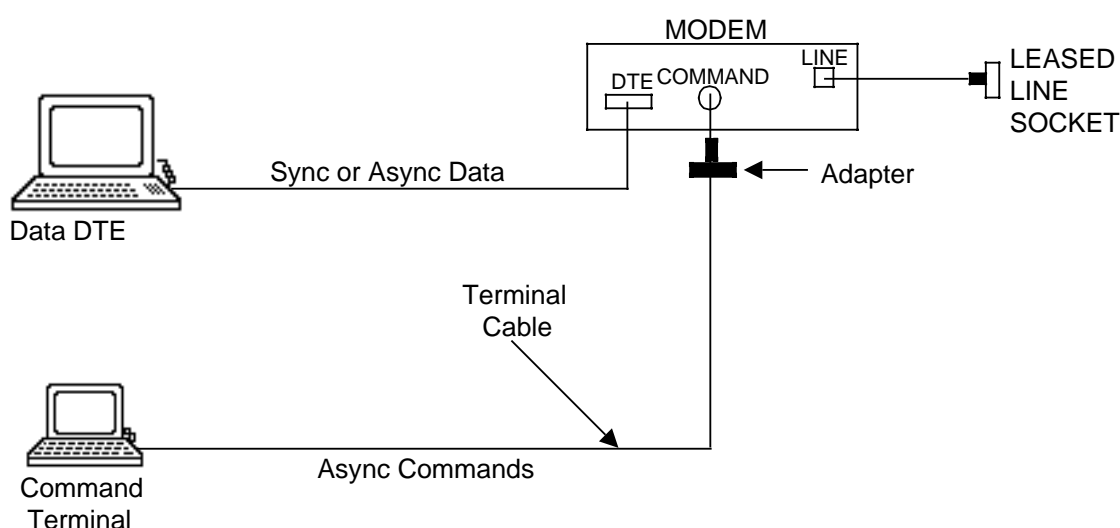 MODEM
LINE
DTE
COMMAND
LEASED
LINE
SOCKET
Sync or Async Data
Adapter
Data DTE
Terminal
Cable
Async Commands
Command
Terminal